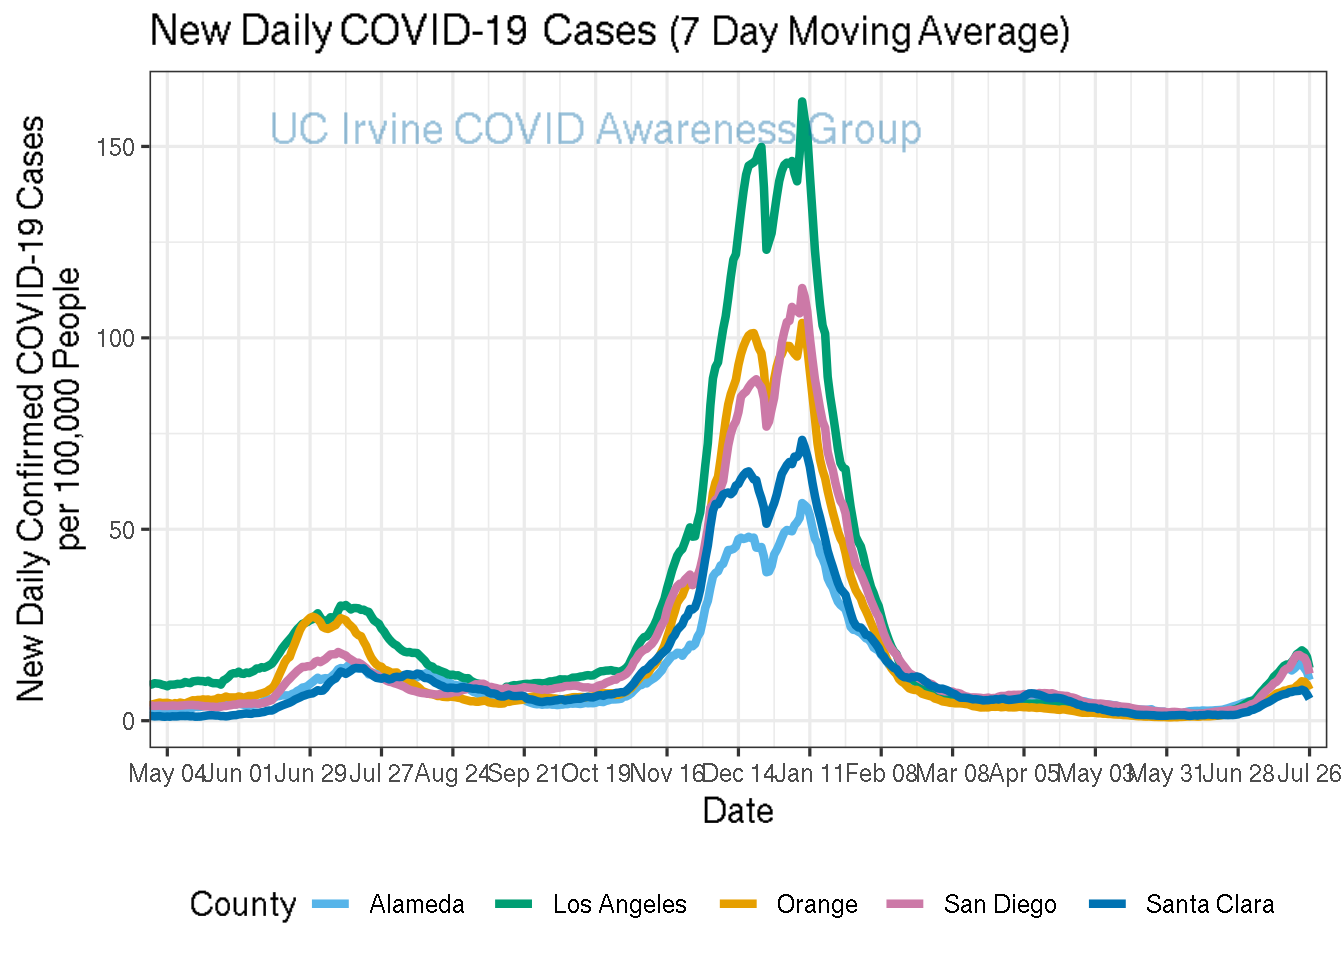 New Daily COVID-19 Cases (7 Day Moving Average)
UC Irvine COVID Awareness Group
New Daily Confirmed COVID-19 Cases
per 100,000 People
150
100
50
0
May 04 Jun 01 Jun 29 Jul 27 Aug 24 Sep 21 Oct 19 Nov 16 Dec 14 Jan 11 Feb 08 Mar 08 Apr 05 May 03 May 31 Jun 28 Jul 26
Date
County Alameda Los Angeles Orange San Diego Santa Clara